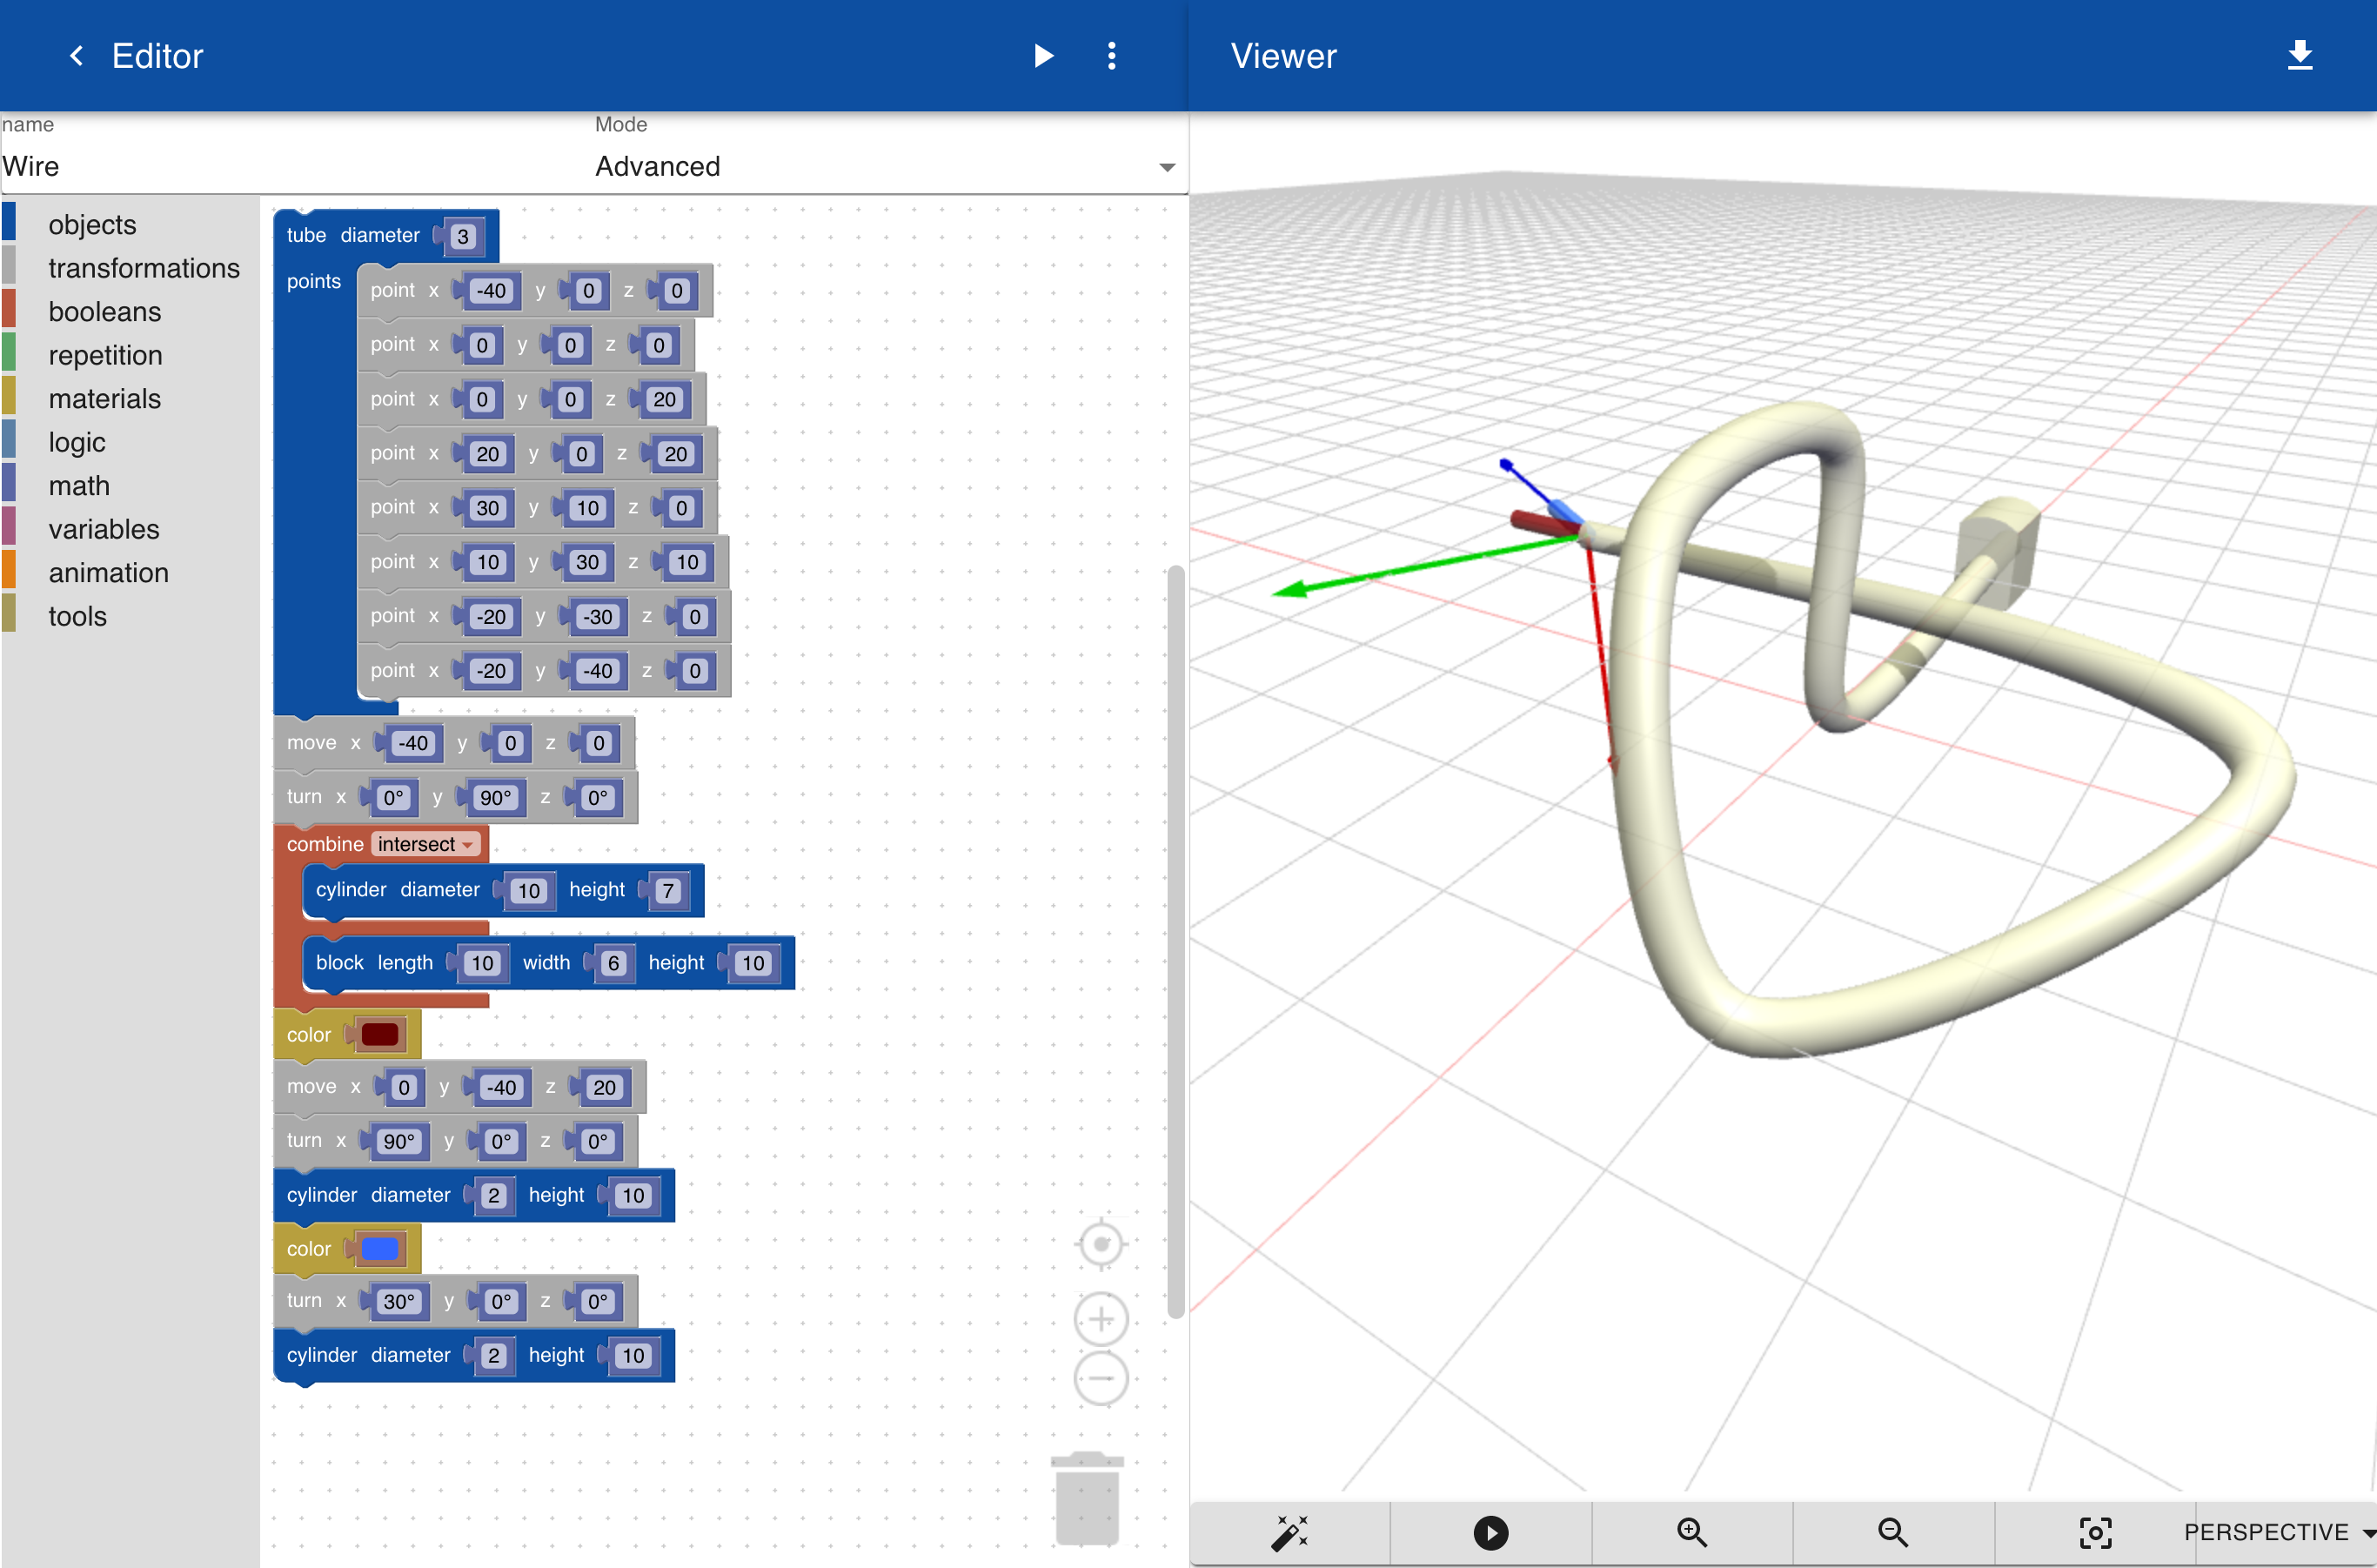 Editor
Viewer
name
Mode
Wire
Advanced
objects
transformations
booleans
repetition
materials
logic
math
variables
animation
tools
tube diameter 3
points
point x -40 y 0 z 0
point x 0 y 0 z 0
point x 0 y 0 z 20
point x 20 y 0 z 20
point x 30 y 10 z 0
point x 10 y 30 z 10
point x -20 y -30 z 0
point x -20 y -40 z 0
move x -40 y 0 z 0
turn x 0° y 90° z 0°
combine intersect
cylinder diameter 10 height 7
block length 10 width 6 height 10
color
move x 0 y -40 z 20
turn x 90° y 0° z 0°
cylinder diameter 2 height 10
color
turn x 30° y 0° z 0°
cylinder diameter 2 height 10
PERSPECTIVE